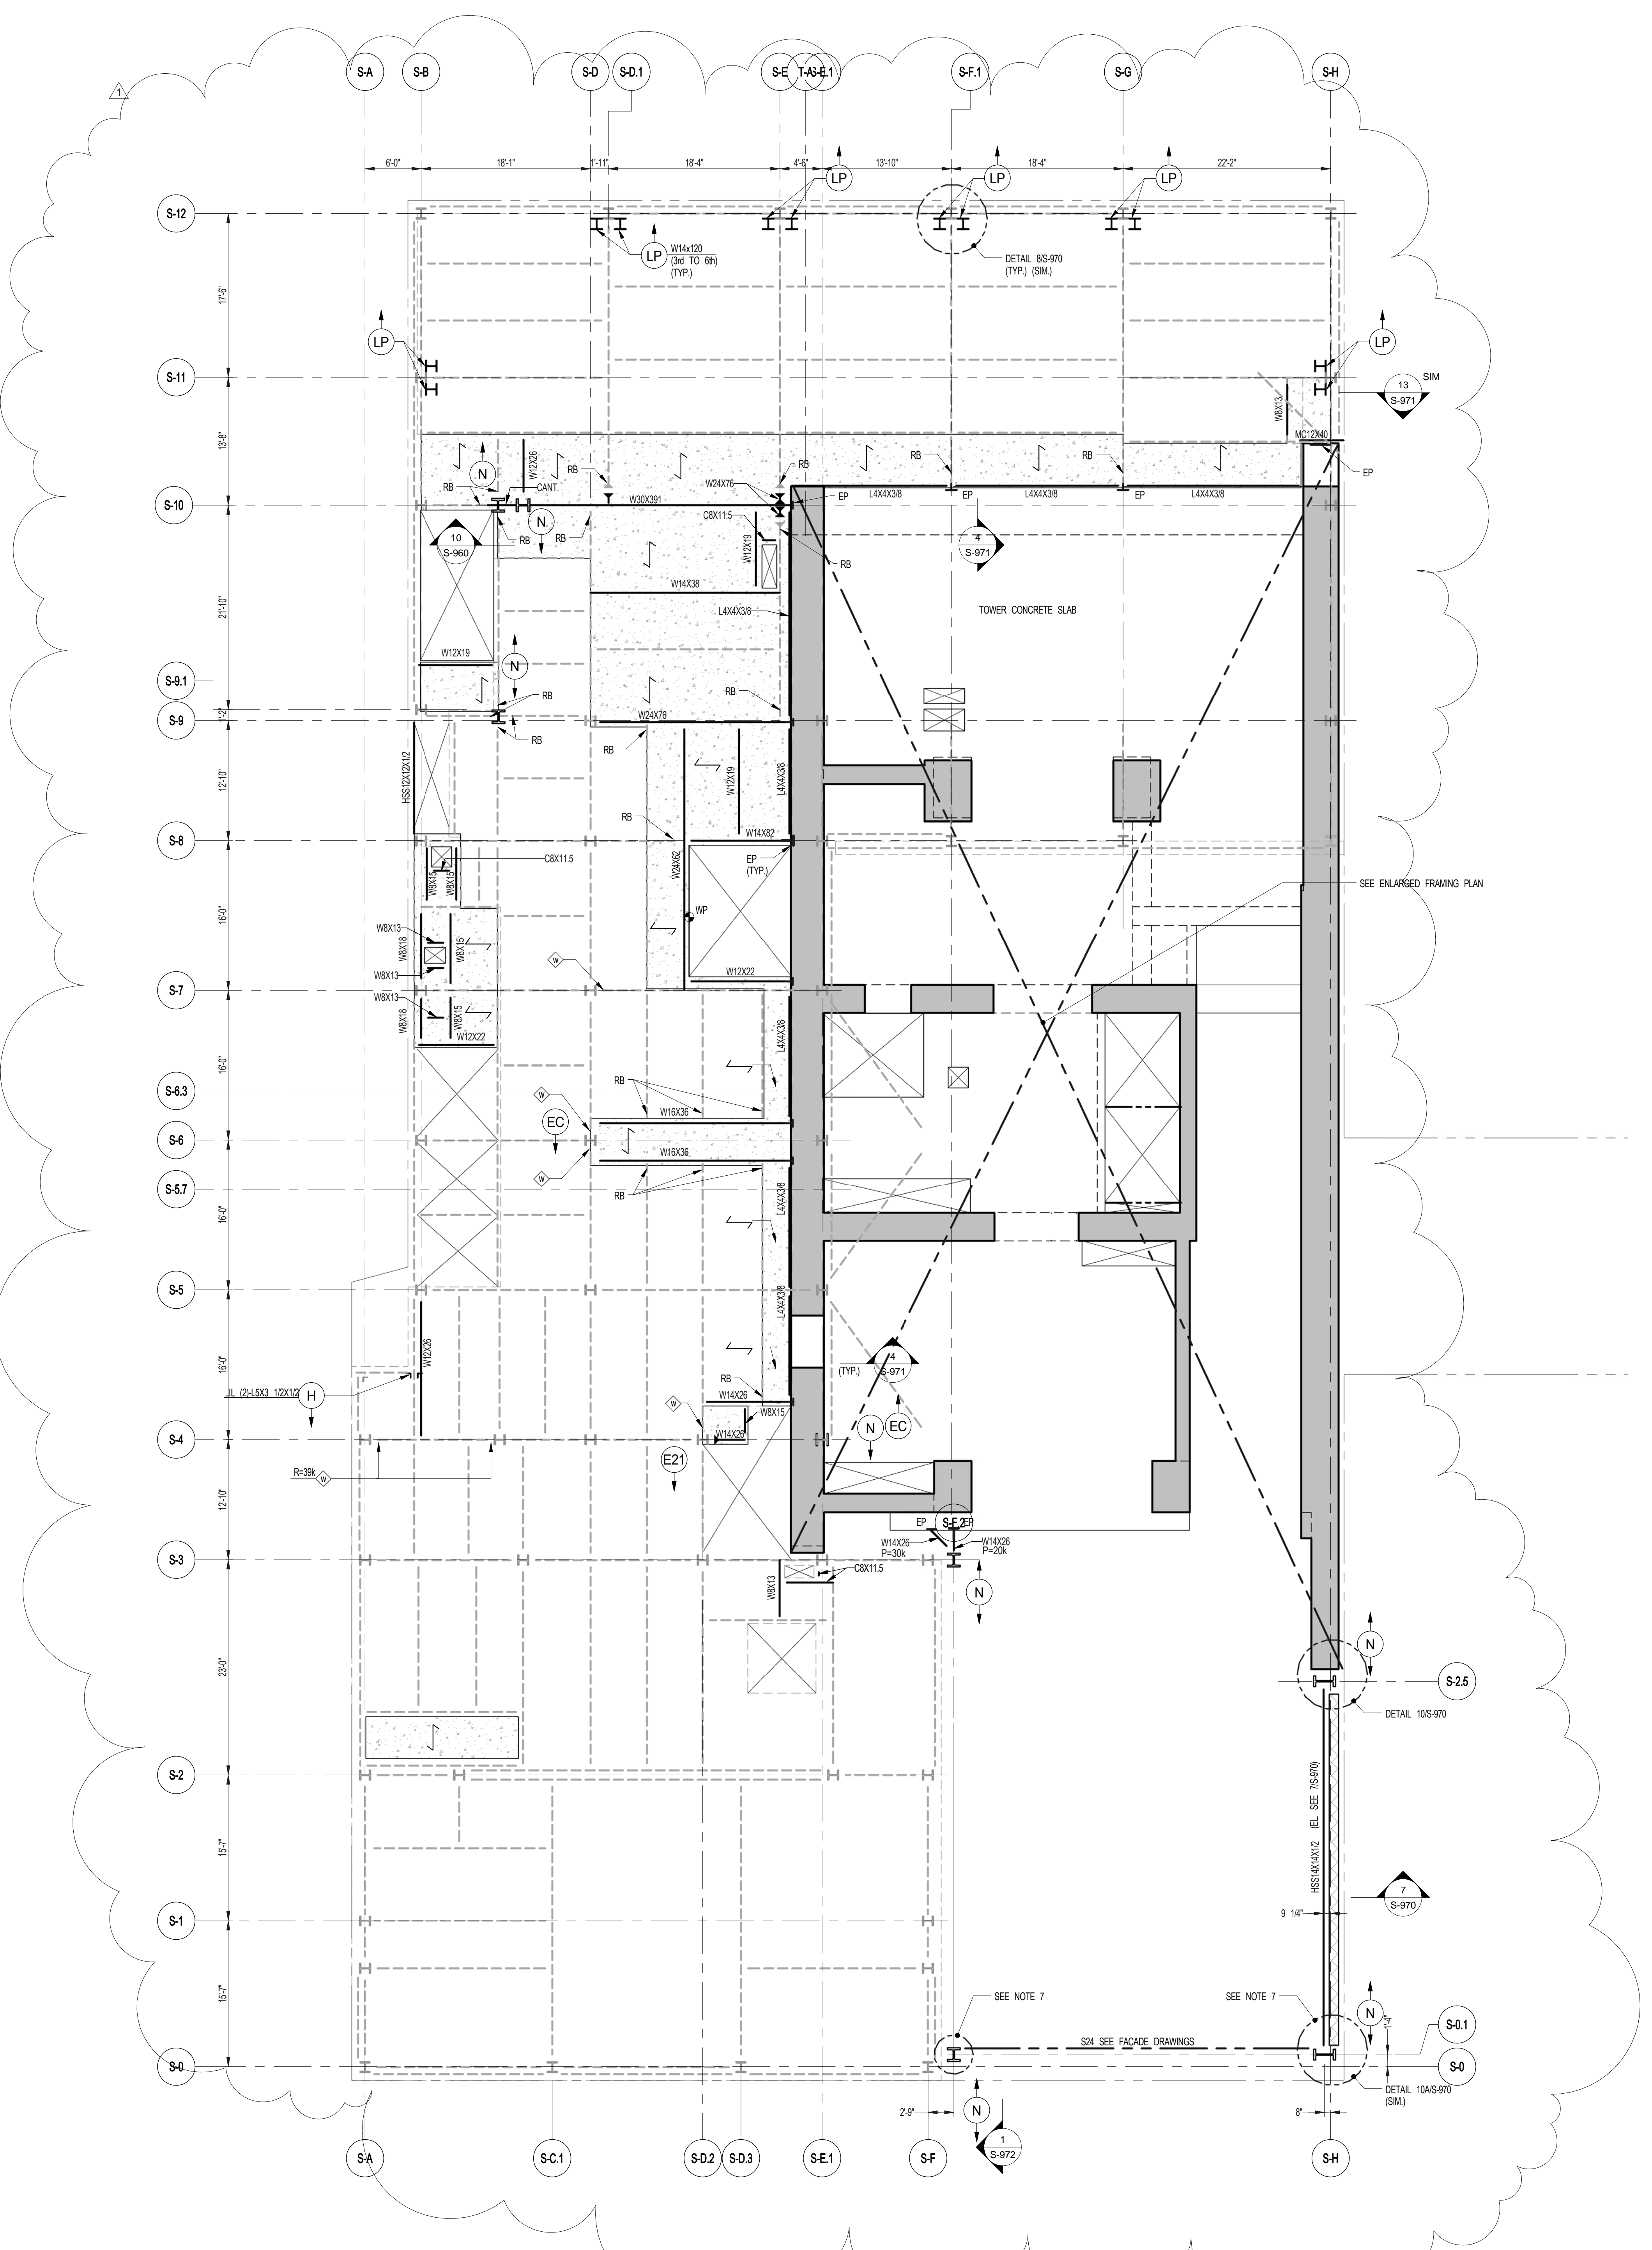 S-A
S-B
S-D
S-D.1
S-E
T-A
S-E.1
S-F.1
S-G
S-H
1
6'-0"
18'-1"
1'-11"
18'-4"
4'-6"
13'-10"
18'-4"
22'-2"
LP
LP
LP
S-12
LP
W14x120
(3rd TO 6th)
(TYP.)
DETAIL 8/S-970
(TYP.) (SIM.)
17'-6"
LP
LP
S-11
13
S-971
SIM
W8X13
MC12X40
EP
13'-8"
N
W12X26
RB
RB
RB
RB
RB
CANT.
W24X76
W30X391
EP
L4X4X3/8
EP
L4X4X3/8
EP
L4X4X3/8
S-10
N
C8X11.5
10
S-960
RB
RB
W12X19
4
S-971
RB
W14X38
L4X4X3/8
TOWER CONCRETE SLAB
21'-10"
W12X19
N
S-9.1
RB
RB
1'-2"
S-9
W24X76
RB
RB
HSS12X12X1/2
W12X19
L4X4X3/8
12'-10"
RB
S-8
W14X82
C8X11.5
EP
(TYP.)
W24X62
W8X15
W8X15
SEE ENLARGED FRAMING PLAN
WP
16'-0"
W8X13
W8X18
W8X15
W
W8X13
W12X22
S-7
W8X13
W8X18
W8X15
W12X22
L4X4X3/8
16'-0"
S-6.3
RB
W
W16X36
EC
S-6
W16X36
W
RB
S-5.7
L4X4X3/8
16'-0"
S-5
L4X4X3/8
W12X26
16'-0"
4
S-971
(TYP.)
JL (2)-L5X3 1/2X1/2
H
RB
W14X26
W
W8X15
W14X26
N
EC
S-4
E21
R=39k
W
12'-10"
EP
S-F.2
EP
W14X26
P=30k
W14X26
P=20k
S-3
C8X11.5
W8X13
N
N
23'-0"
S-2.5
DETAIL 10/S-970
S-2
HSS14X14X1/2 (EL. SEE 7/S-970)
15'-7"
7
S-970
9 1/4"
S-1
15'-7"
SEE NOTE 7
SEE NOTE 7
N
1'-4"
S-0.1
S24 SEE FACADE DRAWINGS
S-0
S-0
DETAIL 10A/S-970
(SIM.)
2'-9"
N
8"
1
S-972
S-A
S-C.1
S-D.2
S-D.3
S-E.1
S-F
S-H